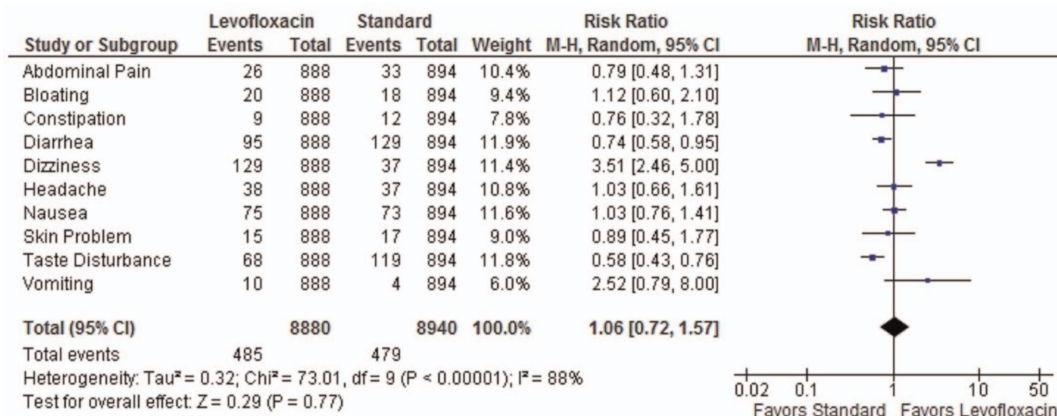 Levofloxacin Standard Risk Ratio Risk Ratio
Study or Subgroup Events Total Events Total Weight M-H, Random, 95% CI M-H, Random, 95% CI
Abdominal Pain 26 888 33 894 10.4% 0.79 [0.48, 1.31]
Bloating 20 888 18 894 9.4% 1.12 [0.60, 2.10]
Constipation 9 888 12 894 7.8% 0.76 [0.32, 1.78]
Diarrhea 95 888 129 894 11.9% 0.74 [0.58, 0.95]
Dizziness 129 888 37 894 11.4% 3.51 [2.46, 5.00]
Headache 38 888 37 894 10.8% 1.03 [0.66, 1.61]
Nausea 75 888 73 894 11.6% 1.03 [0.76, 1.41]
Skin Problem 15 888 17 894 9.0% 0.89 [0.45, 1.77]
Taste Disturbance 68 888 119 894 11.8% 0.58 [0.43, 0.76]
Vomiting 10 888 4 894 6.0% 2.52 [0.79, 8.00]
Total (95% CI) 8880 8940 100.0% 1.06 [0.72, 1.57]
Total events 485 479
Heterogeneity: Tau² = 0.32; Chi² = 73.01, df = 9 (P < 0.00001); I² = 88%
Test for overall effect: Z = 0.29 (P = 0.77)
0.02 0.1 1 10 50
Favors Standard Favors Levofloxacin